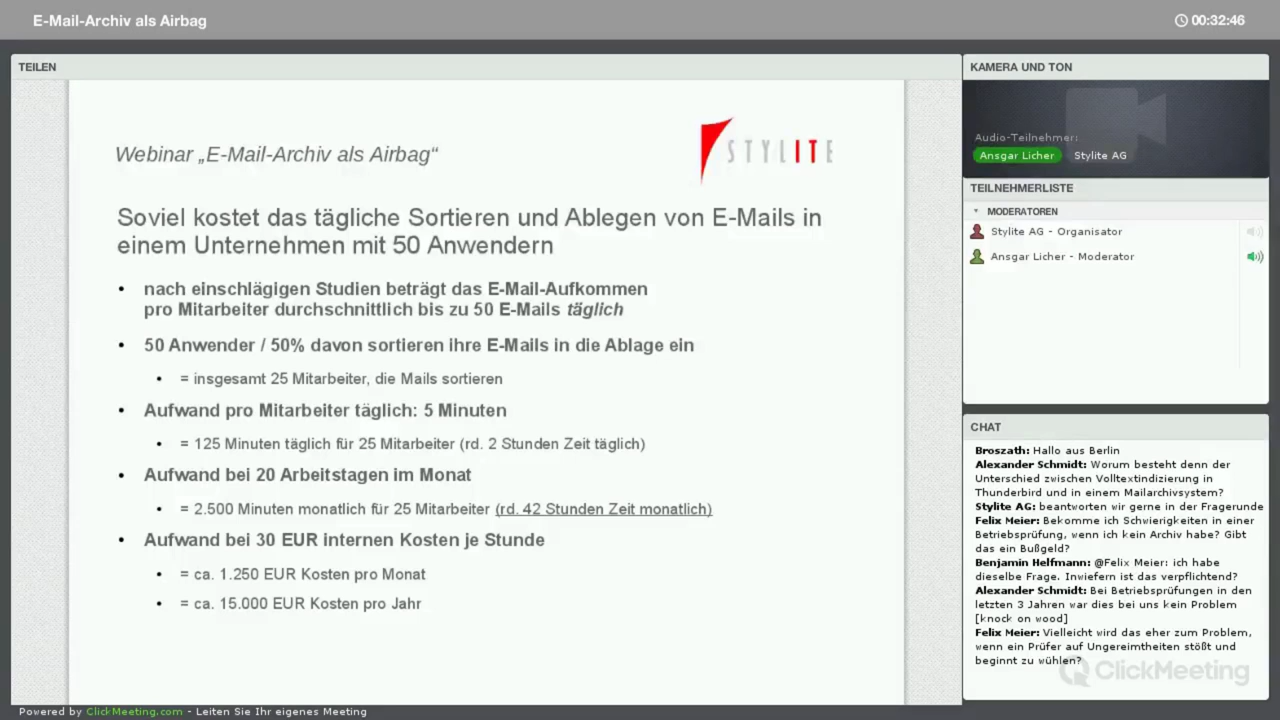 E-Mail-Archiv als Airbag
00:32:46
TEILEN
Webinar „E-Mail-Archiv als Airbag“
STYLITE
Soviel kostet das tägliche Sortieren und Ablegen von E-Mails in
einem Unternehmen mit 50 Anwendern
• nach einschlägigen Studien beträgt das E-Mail-Aufkommen
pro Mitarbeiter durchschnittlich bis zu 50 E-Mails täglich
• 50 Anwender / 50% davon sortieren ihre E-Mails in die Ablage ein
• = insgesamt 25 Mitarbeiter, die Mails sortieren
• Aufwand pro Mitarbeiter täglich: 5 Minuten
• = 125 Minuten täglich für 25 Mitarbeiter (rd. 2 Stunden Zeit täglich)
• Aufwand bei 20 Arbeitstagen im Monat
• = 2.500 Minuten monatlich für 25 Mitarbeiter (rd. 42 Stunden Zeit monatlich)
• Aufwand bei 30 EUR internen Kosten je Stunde
• = ca. 1.250 EUR Kosten pro Monat
• = ca. 15.000 EUR Kosten pro Jahr
KAMERA UND TON
Audio-Teilnehmer:
Ansgar Licher Stylite AG
TEILNEHMERLISTE
MODERATOREN
Stylite AG - Organisator
Ansgar Licher - Moderator
CHAT
Broszath: Hallo aus Berlin
Alexander Schmidt: Worum besteht denn der
Unterschied zwischen Volltextindizierung in
Thunderbird und in einem Mailarchivsystem?
Stylite AG: beantworten wir gerne in der Fragerunde
Felix Meier: Bekomme ich Schwierigkeiten in einer
Betriebsprüfung, wenn ich kein Archiv habe? Gibt
das ein Bußgeld?
Benjamin Helfmann: @Felix Meier: ich habe
dieselbe Frage. Inwiefern ist das verpflichtend?
Alexander Schmidt: Bei Betriebsprüfungen in den
letzten 3 Jahren war dies bei uns kein Problem
[knock on wood]
Felix Meier: Vielleicht wird das eher zum Problem,
wenn ein Prüfer auf Ungereimtheiten stößt und
beginnt zu wühlen?
ClickMeeting
Powered by ClickMeeting.com - Leiten Sie Ihr eigenes Meeting